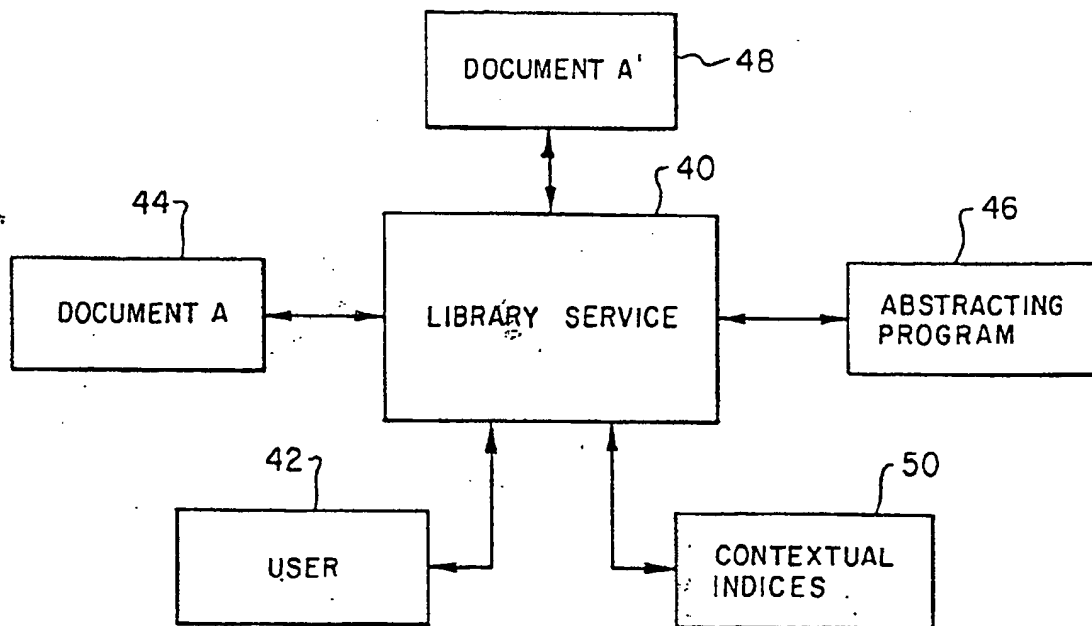 DOCUMENT A'
48
40
44
46
DOCUMENT A
LIBRARY SERVICE
ABSTRACTING
PROGRAM
42
50
USER
CONTEXTUAL
INDICES